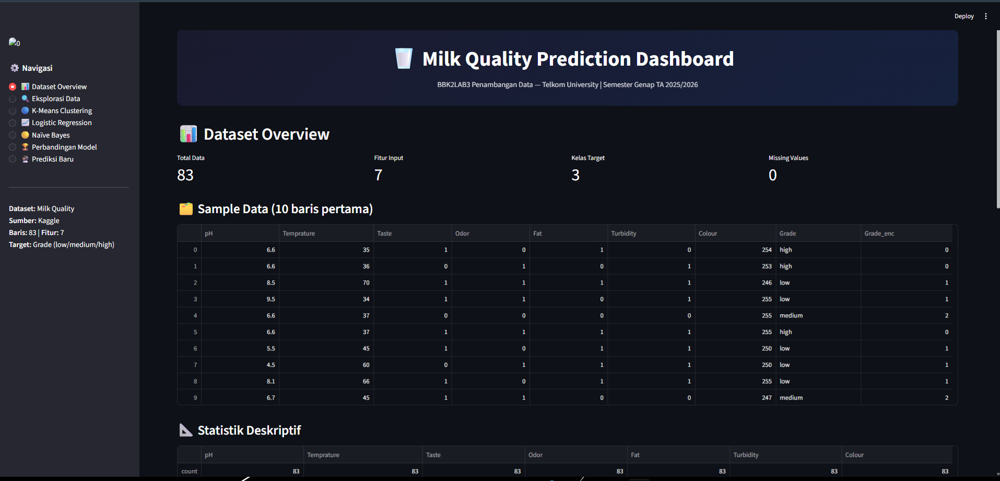 Deploy
0
Navigasi
Dataset Overview
Eksplorasi Data
K-Means Clustering
Logistic Regression
Naïve Bayes
Perbandingan Model
Prediksi Baru
Dataset: Milk Quality
Sumber: Kaggle
Baris: 83 | Fitur: 7
Target: Grade (low/medium/high)
Milk Quality Prediction Dashboard
BBK2LAB3 Penambangan Data — Telkom University | Semester Genap TA 2025/2026
Dataset Overview
Total Data Fitur Input Kelas Target Missing Values
83 7 3 0
Sample Data (10 baris pertama)
pH Temprature Taste Odor Fat Turbidity Colour Grade Grade_enc
0 6.6 35 1 0 1 0 254 high 0
1 6.6 36 0 1 0 1 253 high 0
2 8.5 70 1 1 1 1 246 low 1
3 9.5 34 1 1 0 1 255 low 1
4 6.6 37 0 0 0 0 255 medium 2
5 6.6 37 1 1 1 1 255 high 0
6 5.5 45 1 0 1 1 250 low 1
7 4.5 60 0 1 1 1 250 low 1
8 8.1 66 1 0 1 1 255 low 1
9 6.7 45 1 1 0 0 247 medium 2
Statistik Deskriptif
pH Temprature Taste Odor Fat Turbidity Colour
count 83 83 83 83 83 83 83